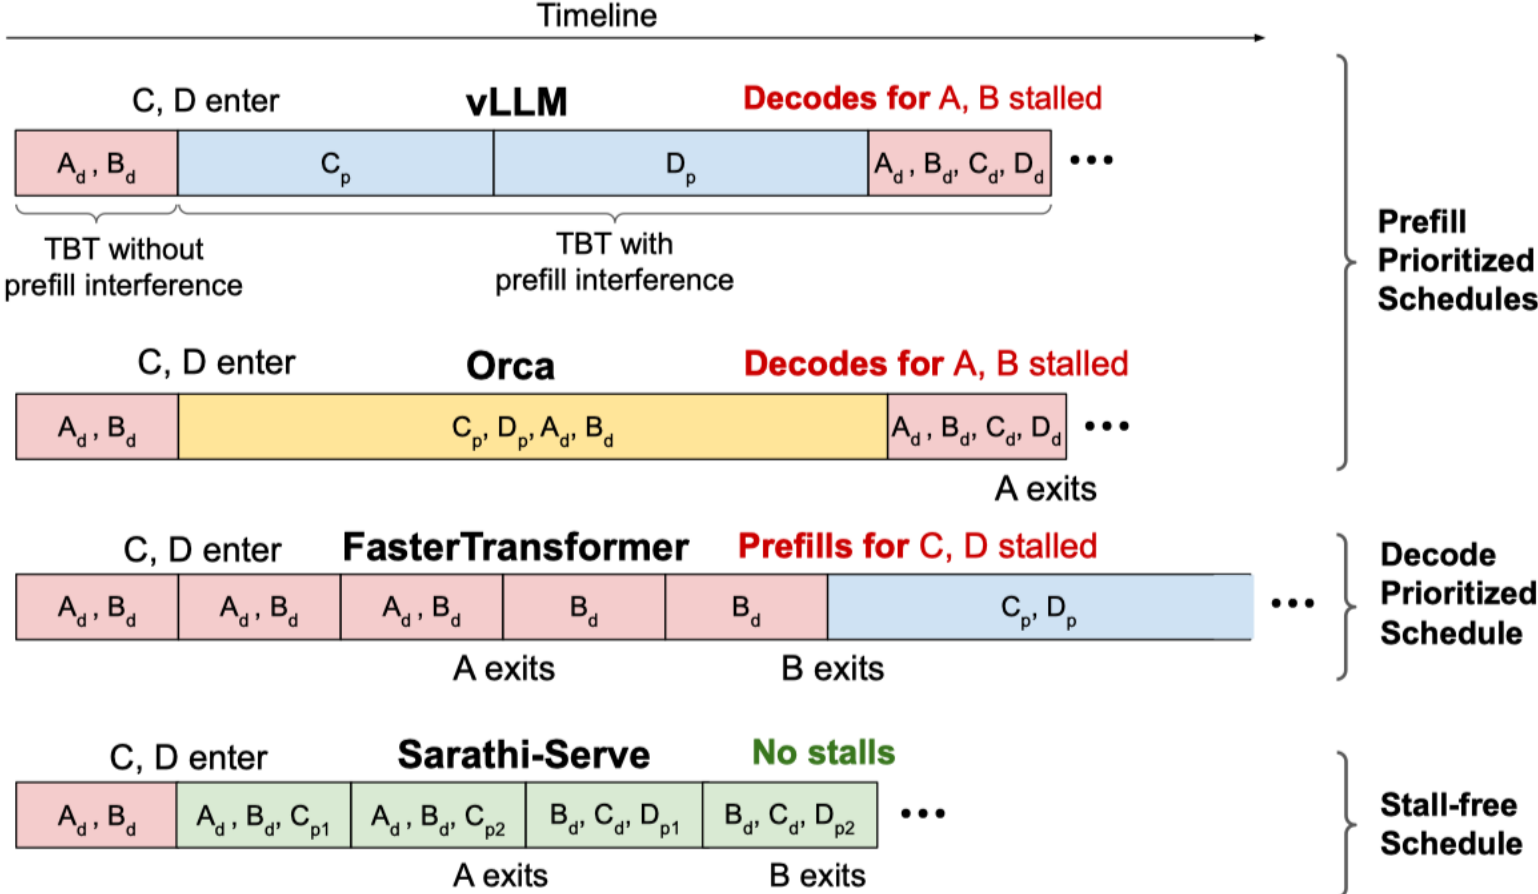 Timeline
C, D enter
vLLM
Decodes for A, B stalled
Ad , Bd
Cp
Dp
Ad , Bd, Cd, Dd
•••
TBT without
prefill interference
TBT with
prefill interference
Prefill
Prioritized
Schedules
C, D enter
Orca
Decodes for A, B stalled
Ad , Bd
Cp, Dp, Ad, Bd
Ad , Bd, Cd, Dd
•••
A exits
C, D enter
FasterTransformer
Prefills for C, D stalled
Ad , Bd
Ad , Bd
Ad , Bd
Bd
Bd
Cp, Dp
•••
A exits
B exits
Decode
Prioritized
Schedule
C, D enter
Sarathi-Serve
No stalls
Ad , Bd
Ad , Bd, Cp1
Ad , Bd, Cp2
Bd, Cd, Dp1
Bd, Cd, Dp2
•••
A exits
B exits
Stall-free
Schedule